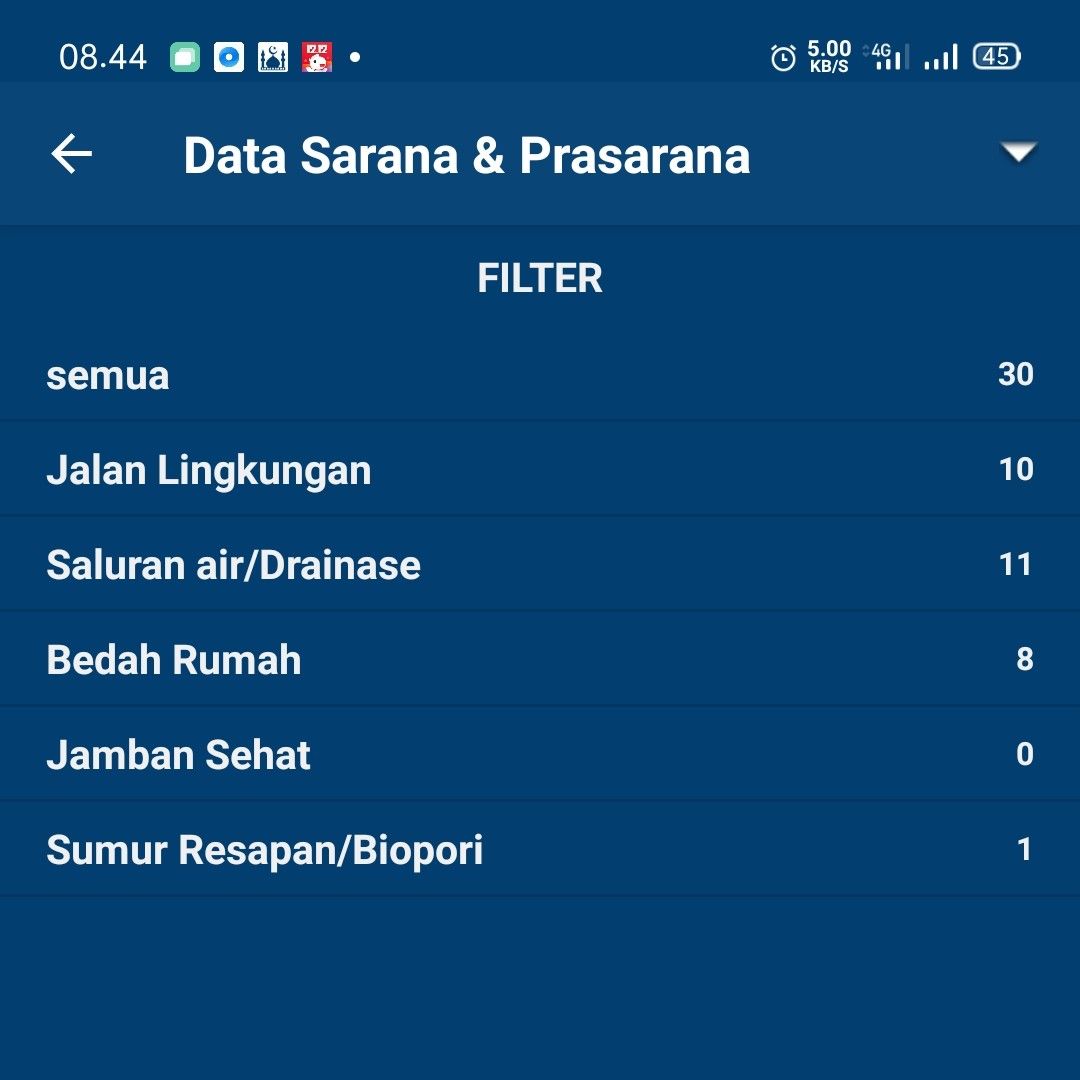 08.44 5.00 KB/S 4G 45
Data Sarana & Prasarana
FILTER
semua 30
Jalan Lingkungan 10
Saluran air/Drainase 11
Bedah Rumah 8
Jamban Sehat 0
Sumur Resapan/Biopori 1